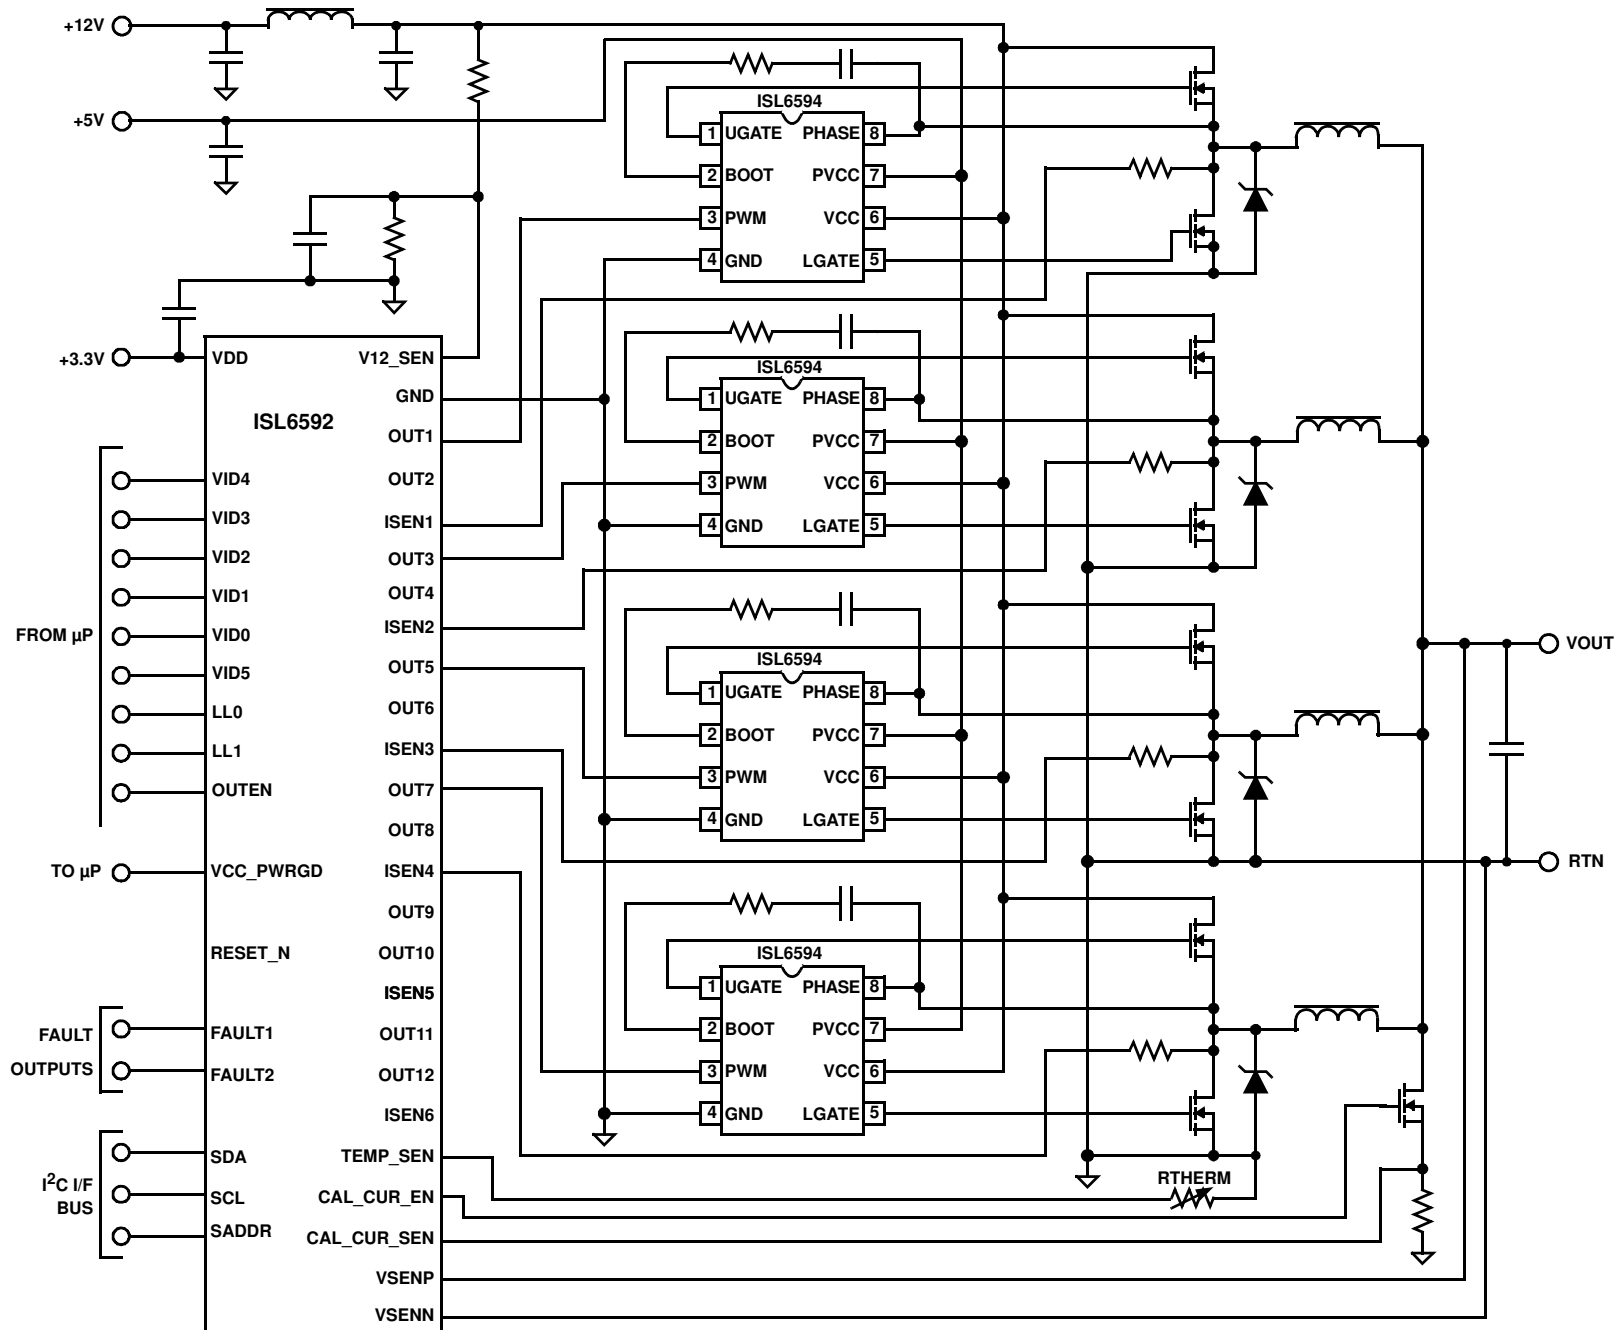 +12V
+5V
+3.3V
ISL6592
VDD
V12_SEN
GND
OUT1
OUT2
ISEN1
OUT3
OUT4
ISEN2
OUT5
OUT6
ISEN3
OUT7
OUT8
ISEN4
OUT9
OUT10
ISEN5
OUT11
OUT12
ISEN6
TEMP_SEN
CAL_CUR_EN
CAL_CUR_SEN
VSENP
VSENN
FROM µP
VID4
VID3
VID2
VID1
VID0
VID5
LL0
LL1
OUTEN
TO µP
VCC_PWRGD
RESET_N
FAULT
OUTPUTS
FAULT1
FAULT2
I2C I/F
BUS
SDA
SCL
SADDR
ISL6594
1 UGATE PHASE 8
2 BOOT PVCC 7
3 PWM VCC 6
4 GND LGATE 5
ISL6594
1 UGATE PHASE 8
2 BOOT PVCC 7
3 PWM VCC 6
4 GND LGATE 5
ISL6594
1 UGATE PHASE 8
2 BOOT PVCC 7
3 PWM VCC 6
4 GND LGATE 5
ISL6594
1 UGATE PHASE 8
2 BOOT PVCC 7
3 PWM VCC 6
4 GND LGATE 5
RTHERM
VOUT
RTN